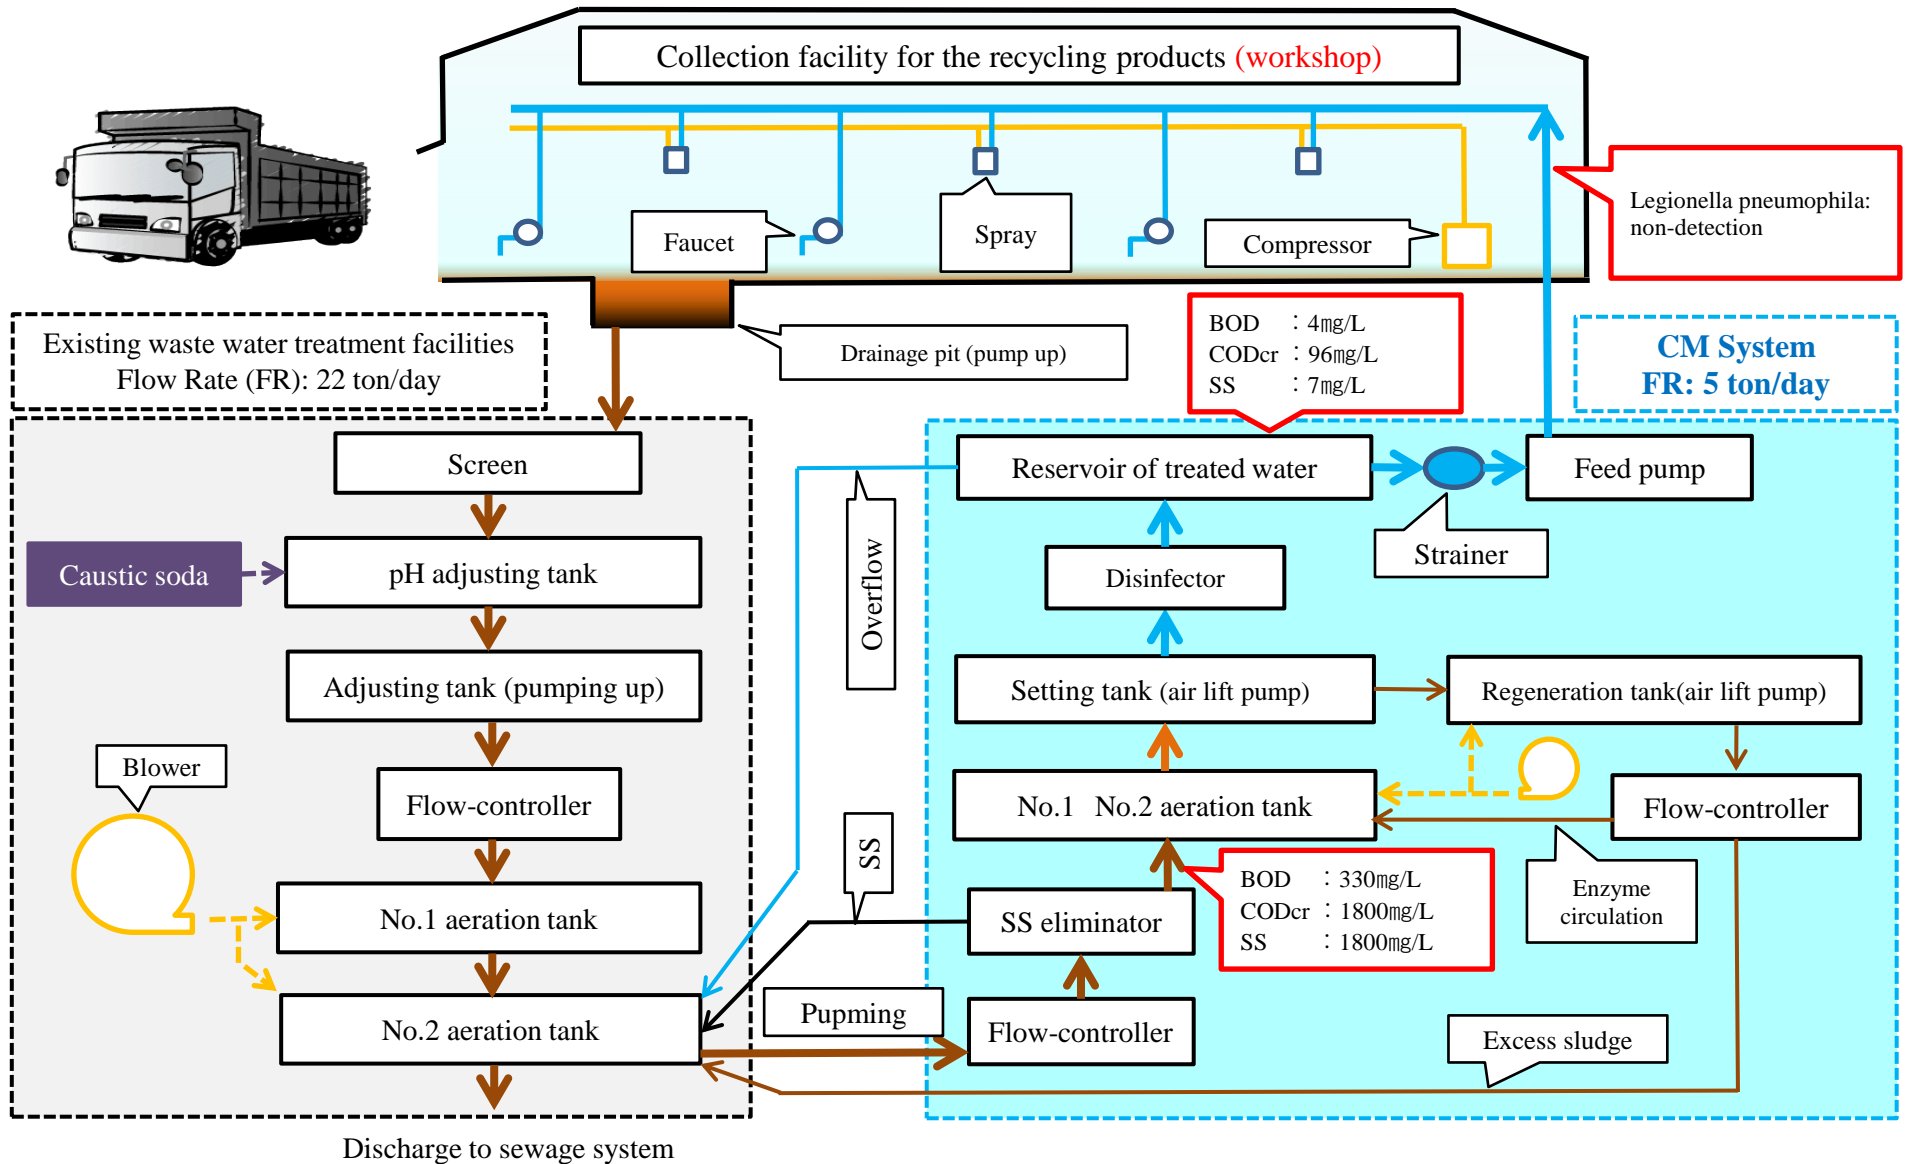 Collection facility for the recycling products (workshop)
Faucet
Spray
Compressor
Legionella pneumophila:
non-detection
Existing waste water treatment facilities
Flow Rate (FR): 22 ton/day
Drainage pit (pump up)
BOD : 4㎎/L
CODcr : 96㎎/L
SS : 7㎎/L
CM System
FR: 5 ton/day
Screen
Caustic soda
pH adjusting tank
Adjusting tank (pumping up)
Blower
Flow-controller
No.1 aeration tank
No.2 aeration tank
Discharge to sewage system
Overflow
SS
Pupming
Reservoir of treated water
Strainer
Feed pump
Disinfector
Setting tank (air lift pump)
Regeneration tank(air lift pump)
No.1 No.2 aeration tank
Flow-controller
Enzyme
circulation
BOD : 330㎎/L
CODcr : 1800㎎/L
SS : 1800㎎/L
SS eliminator
Flow-controller
Excess sludge